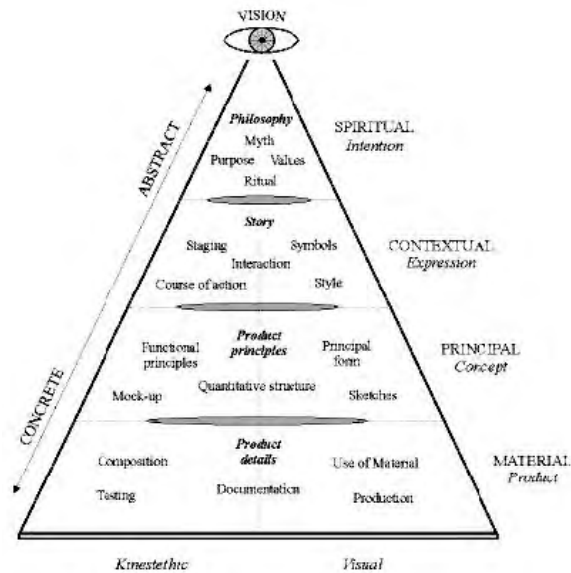 VISION
Philosophy
Myth
Purpose Values
Ritual
SPIRITUAL
Intention
ABSTRACT
Story
Staging Symbols
Interaction
Course of action Style
CONTEXTUAL
Expression
Product
principles
Functional
principles
Principal
form
Quantitative structure
Mock-up Sketches
PRINCIPAL
Concept
CONCRETE
Product
details
Composition Use of Material
Testing Documentation Production
MATERIAL
Product
Kinestethic Visual